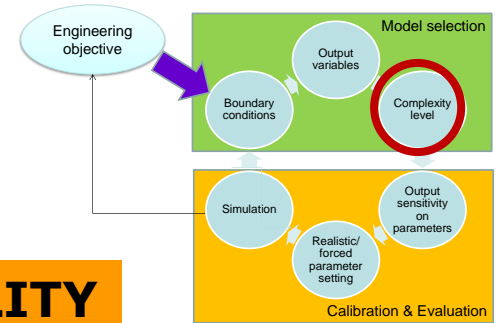 Engineering
objective
Model selection
Output
variables
Boundary
conditions
Complexity
level
Simulation
Output
sensitivity
on
parameters
Realistic/
forced
parameter
setting
Calibration & Evaluation
LITY